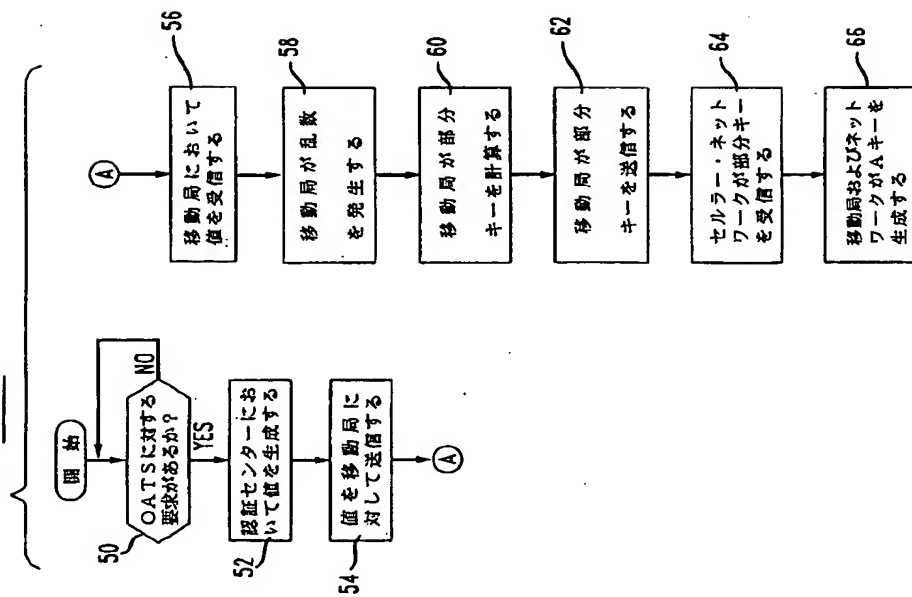 開始
OATSに対する
要求があるか?
NO
YES
50
認証センターにお
いて値を生成する
52
値を移動局に
対して送信する
54
A
A
移動局において
値を受信する
56
移動局が乱数
を発生する
58
移動局が部分
キーを計算する
60
移動局が部分
キーを送信する
62
セルラー・ネット
ワークが部分キー
を受信する
64
移動局およびネット
ワークがAキーを
生成する
66